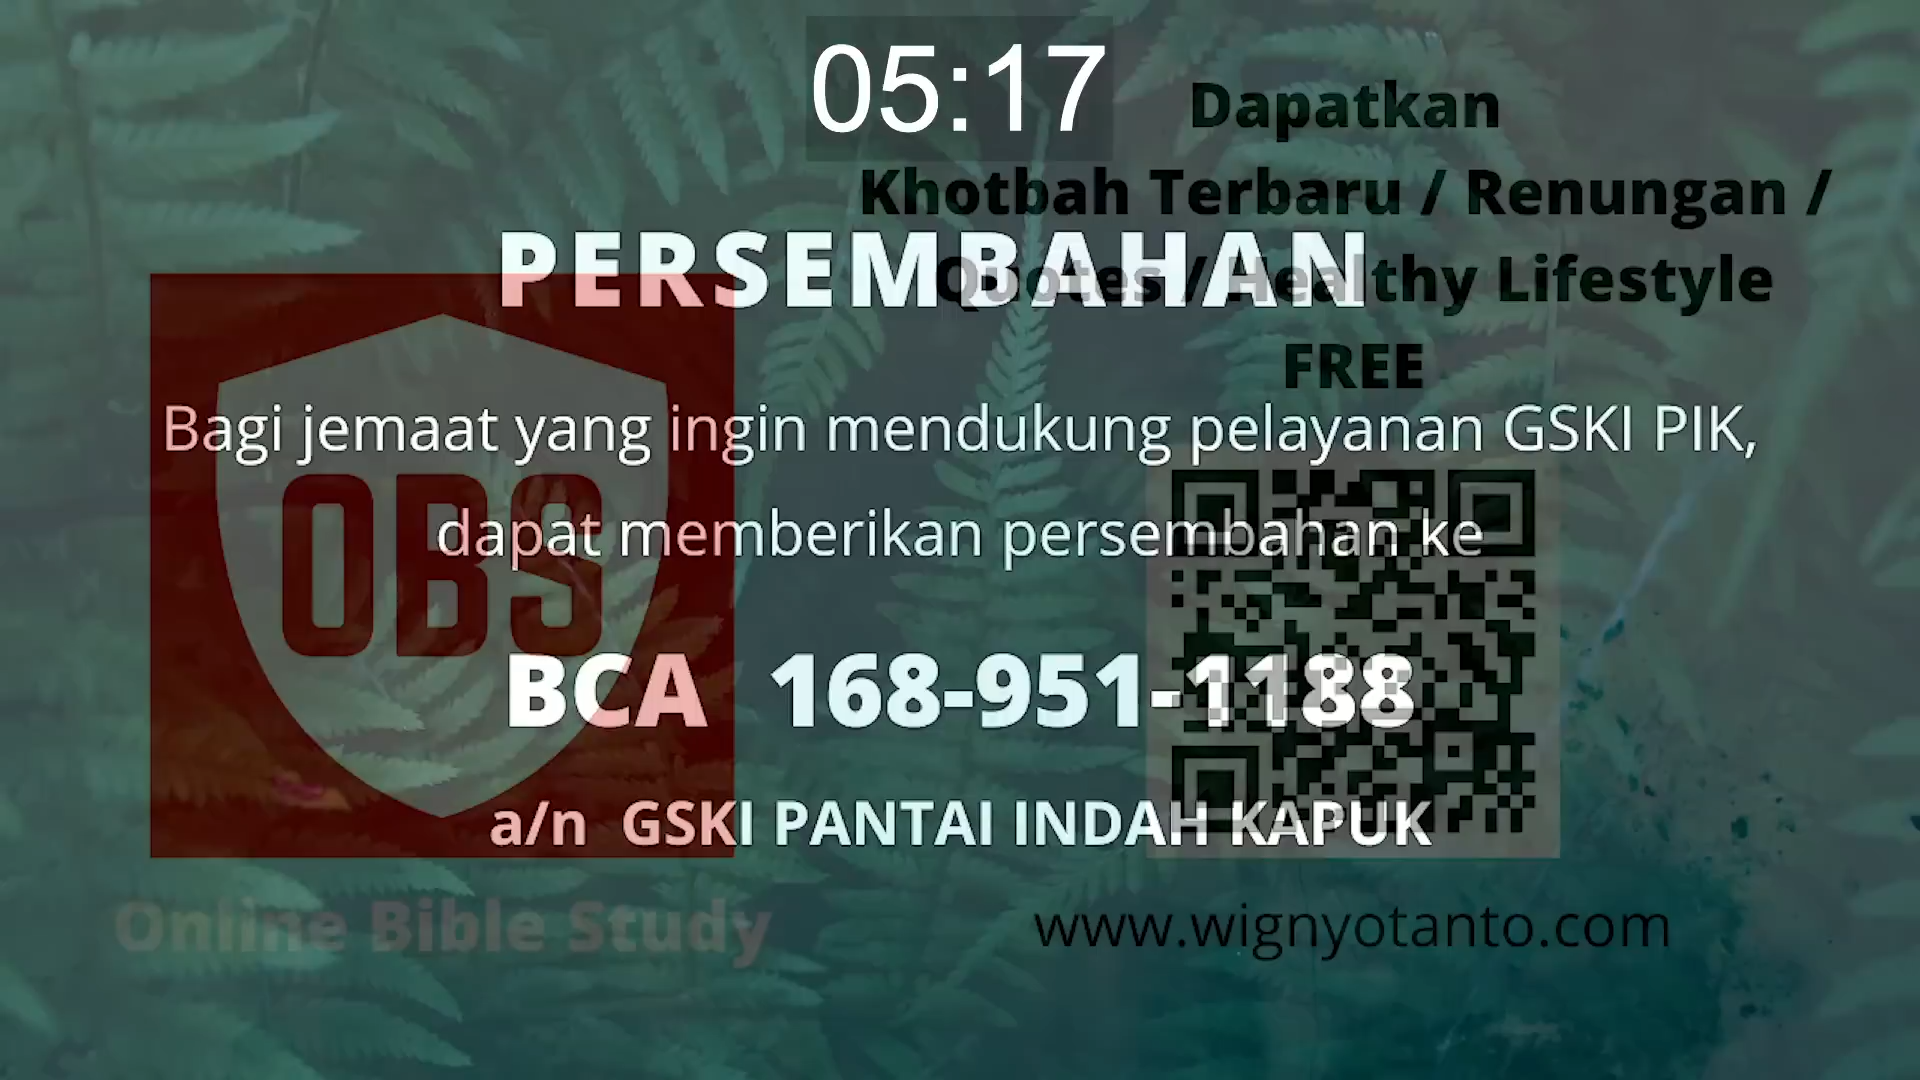 05:17
Dapatkan
Khotbah Terbaru / Renungan /
Quotes / Healthy Lifestyle
FREE
PERSEMBAHAN
Bagi jemaat yang ingin mendukung pelayanan GSKI PIK,
dapat memberikan persembahan ke
BCA 168-951-1188
a/n GSKI PANTAI INDAH KAPUK
OBS
Online Bible Study
www.wignyotanto.com